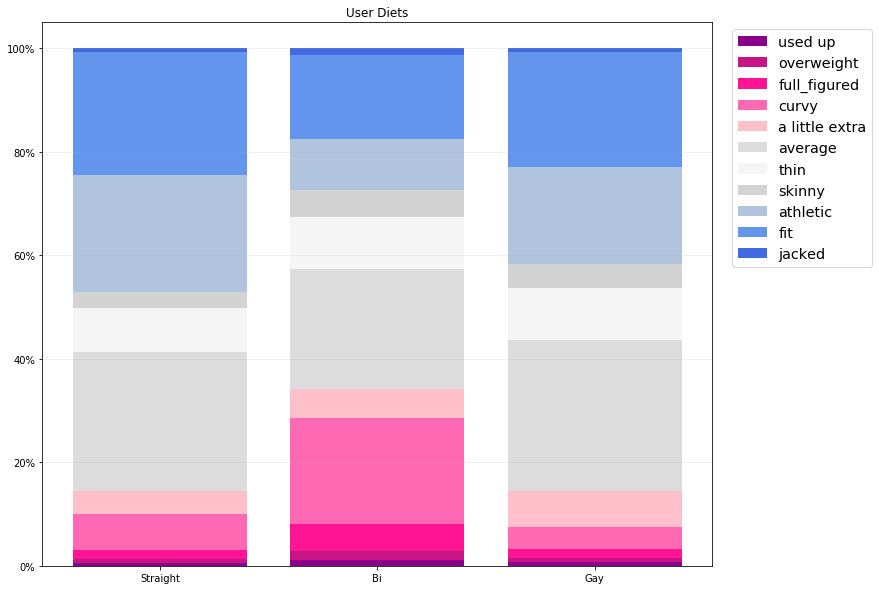 User Diets
100%
80%
60%
40%
20%
0%
Straight
Bi
Gay
used up
overweight
full_figured
curvy
a little extra
average
thin
skinny
athletic
fit
jacked